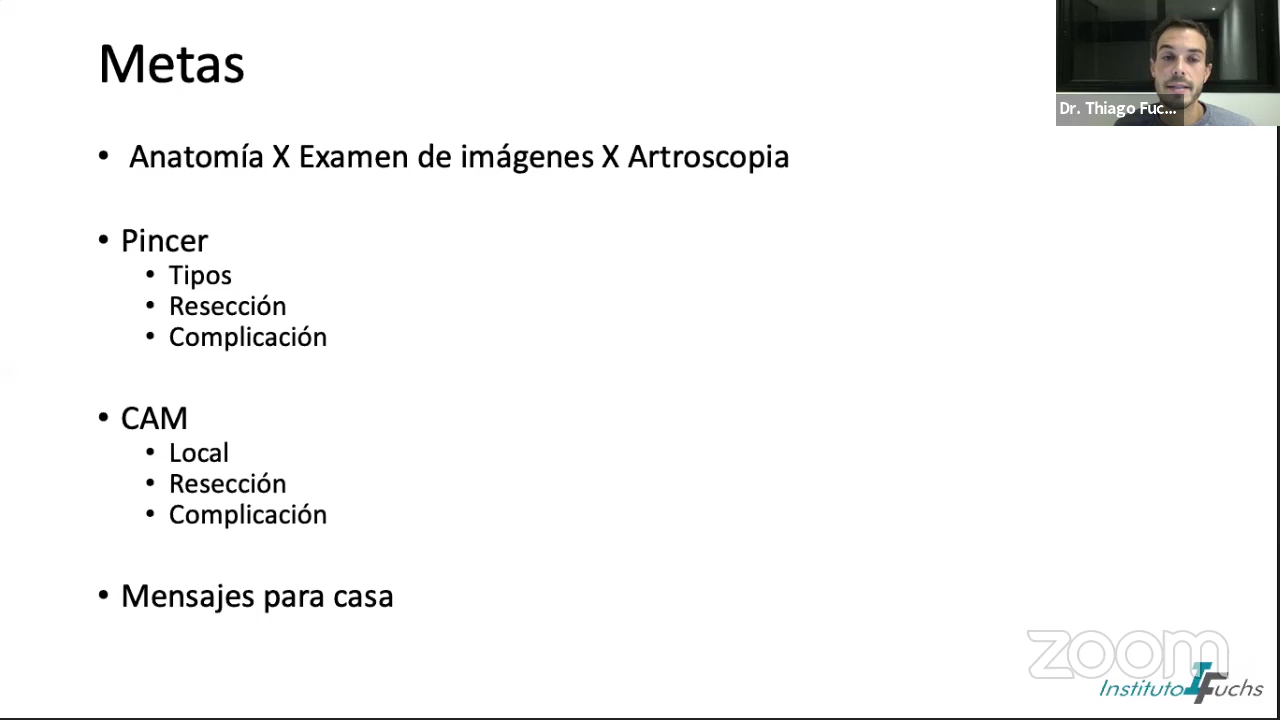 Metas
Dr. Thiago Fuc...
• Anatomía X Examen de imágenes X Artroscopia
• Pincer
• Tipos
• Resección
• Complicación
• CAM
• Local
• Resección
• Complicación
• Mensajes para casa
zoom
Instituto Fuchs